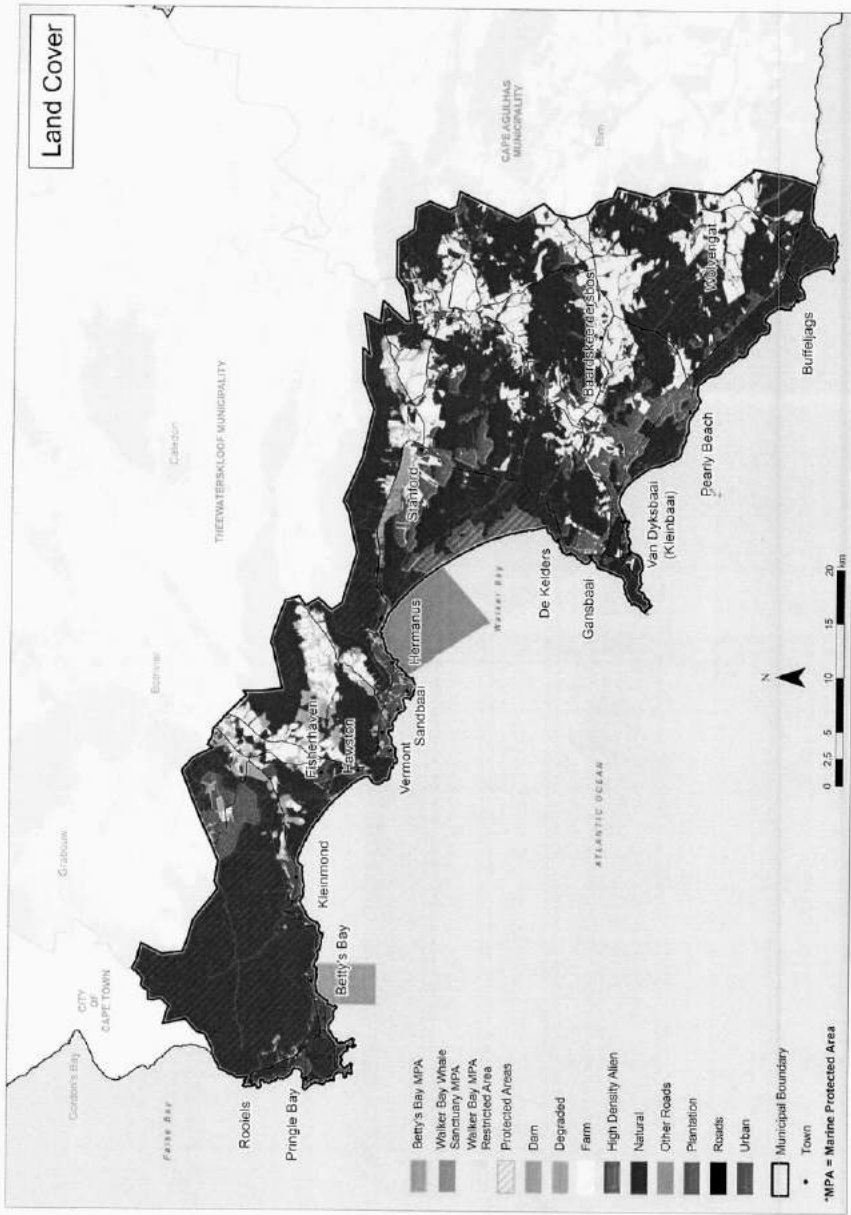 Land Cover
CITY
OF
CAPE TOWN
Gordon's Bay
Grabouw
Botrivier
Caledon
THEEWATERSKLOOF MUNICIPALITY
CAPE AGULHAS
MUNICIPALITY
Elim
False Bay
Rooiels
Pringle Bay
Betty's Bay
Kleinmond
Fisherhaven
Hawston
Vermont
Sandbaai
Hermanus
Stanford
Walker Bay
De Kelders
Gansbaai
Van Dyksbaai
(Kleinbaai)
Pearly Beach
Baardskeerdersbos
Wolvengat
Buffeljags
ATLANTIC OCEAN
N
0 2.5 5 10 15 20
km
Betty's Bay MPA
Walker Bay Whale
Sanctuary MPA
Walker Bay MPA
Restricted Area
Protected Areas
Dam
Degraded
Farm
High Density Alien
Natural
Other Roads
Plantation
Roads
Urban
Municipal Boundary
Town
*MPA = Marine Protected Area